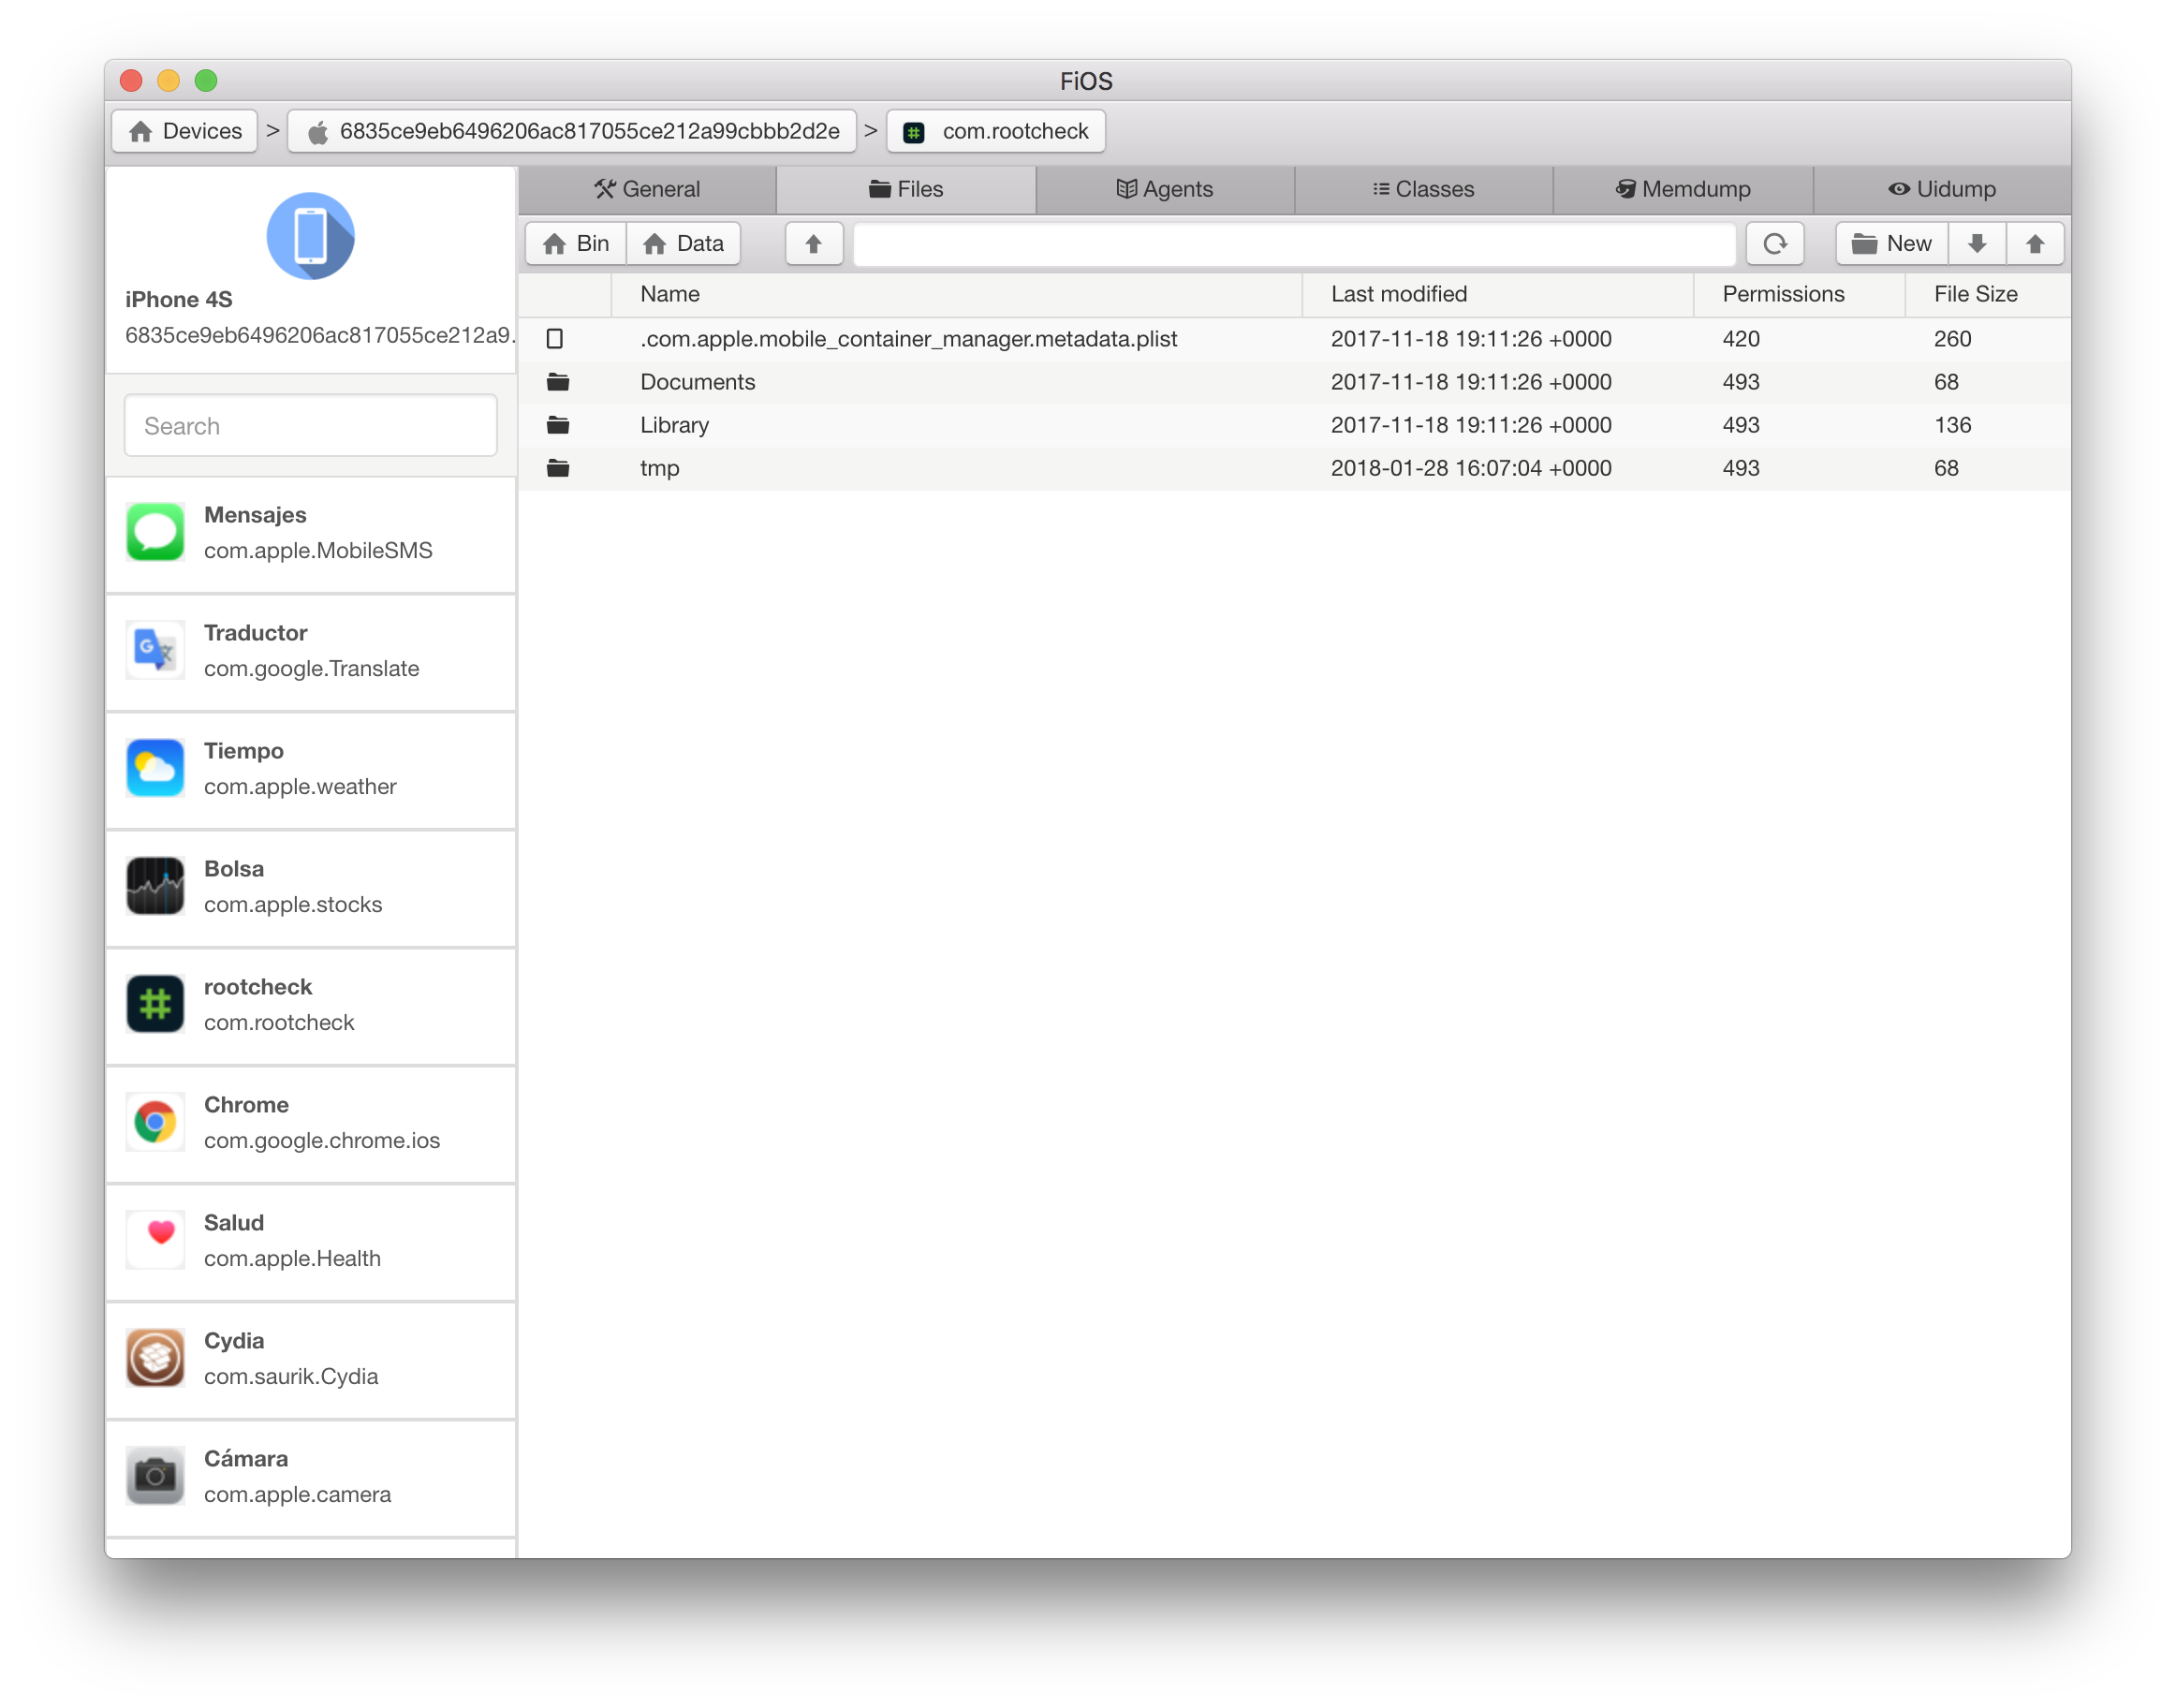 FiOS
Devices > 6835ce9eb6496206ac817055ce212a99cbbb2d2e > com.rootcheck
iPhone 4S
6835ce9eb6496206ac817055ce212a9.
Search
Mensajes
com.apple.MobileSMS
Traductor
com.google.Translate
Tiempo
com.apple.weather
Bolsa
com.apple.stocks
rootcheck
com.rootcheck
Chrome
com.google.chrome.ios
Salud
com.apple.Health
Cydia
com.saurik.Cydia
Cámara
com.apple.camera
General Files Agents Classes Memdump Uidump
Bin Data New
Name Last modified Permissions File Size
.com.apple.mobile_container_manager.metadata.plist 2017-11-18 19:11:26 +0000 420 260
Documents 2017-11-18 19:11:26 +0000 493 68
Library 2017-11-18 19:11:26 +0000 493 136
tmp 2018-01-28 16:07:04 +0000 493 68